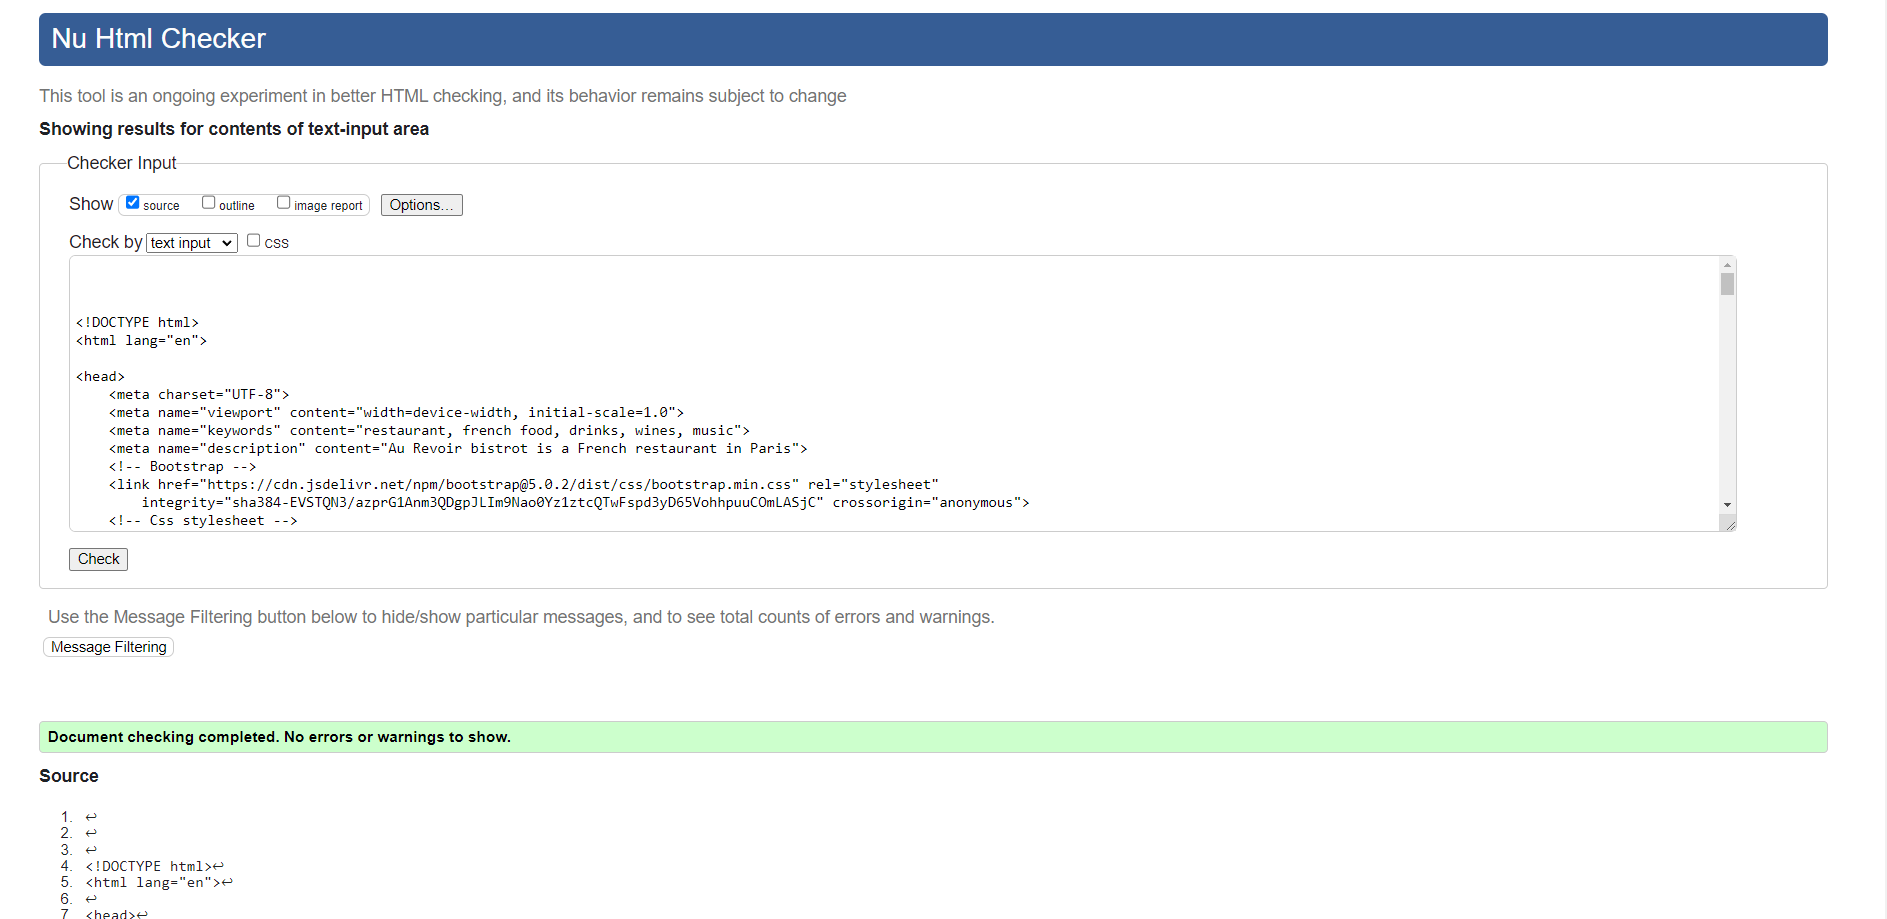 Nu Html Checker
This tool is an ongoing experiment in better HTML checking, and its behavior remains subject to change
Showing results for contents of text-input area
Checker Input
Show source outline image report Options...
Check by text input css
<!DOCTYPE html>
<html lang="en">
<head>
<meta charset="UTF-8">
<meta name="viewport" content="width=device-width, initial-scale=1.0">
<meta name="keywords" content="restaurant, french food, drinks, wines, music">
<meta name="description" content="Au Revoir bistrot is a French restaurant in Paris">
<!-- Bootstrap -->
<link href="https://cdn.jsdelivr.net/npm/bootstrap@5.0.2/dist/css/bootstrap.min.css" rel="stylesheet"
integrity="sha384-EVSTQN3/azprG1Anm3QDgpJLIm9Nao0Yz1ztcQTwFspd3yD65VohhpuuCOmLASjC" crossorigin="anonymous">
<!-- Css stylesheet -->
Check
Use the Message Filtering button below to hide/show particular messages, and to see total counts of errors and warnings.
Message Filtering
Document checking completed. No errors or warnings to show.
Source
1. ↩
2. ↩
3. ↩
4. <!DOCTYPE html>↩
5. <html lang="en">↩
6. ↩
7. <head>↩